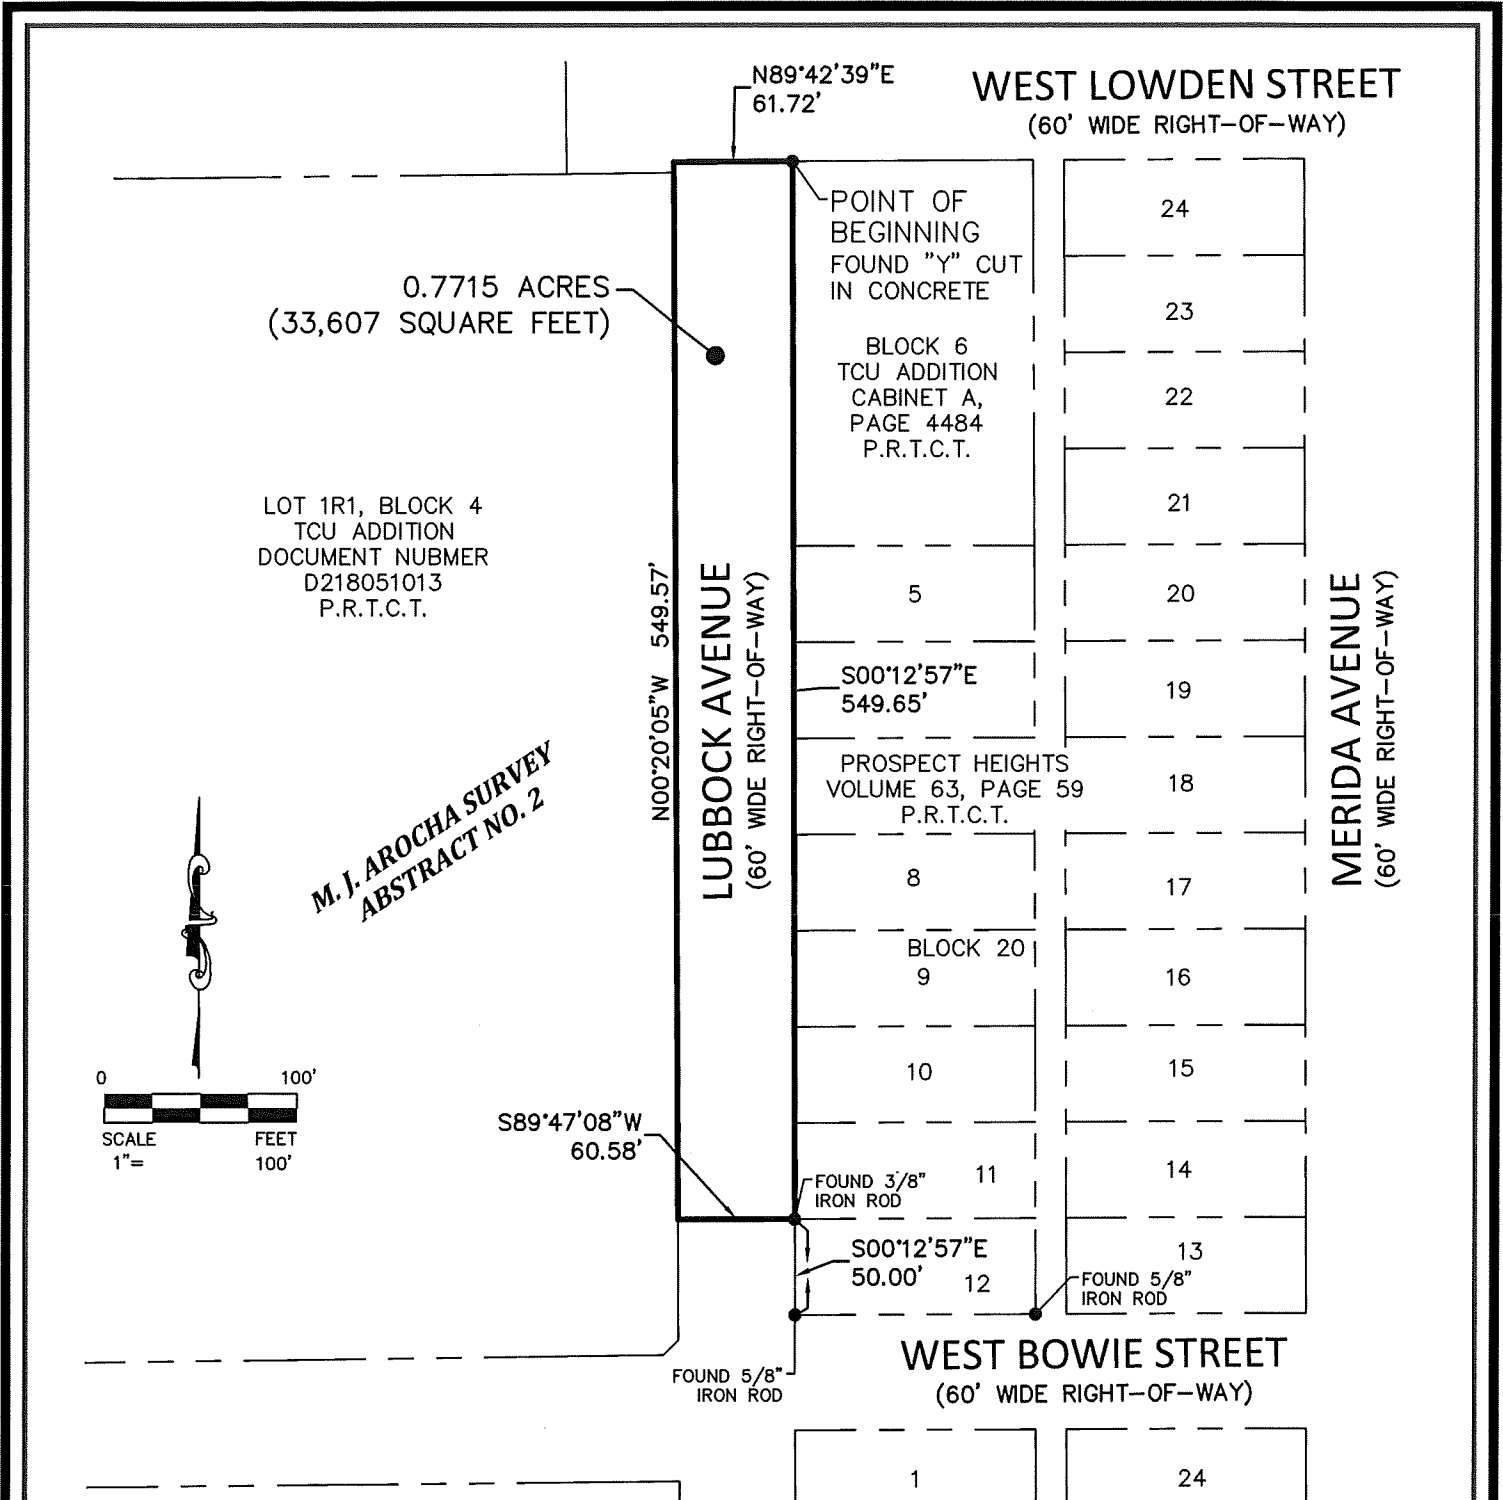 N89°42'39"E
61.72'
WEST LOWDEN STREET
(60' WIDE RIGHT-OF-WAY)
POINT OF
BEGINNING
FOUND "Y" CUT
IN CONCRETE
0.7715 ACRES
(33,607 SQUARE FEET)
BLOCK 6
TCU ADDITION
CABINET A,
PAGE 4484
P.R.T.C.T.
24
23
22
21
20
19
18
17
16
15
14
13
LOT 1R1, BLOCK 4
TCU ADDITION
DOCUMENT NUBMER
D218051013
P.R.T.C.T.
N00°20'05"W 549.57'
LUBBOCK AVENUE
(60' WIDE RIGHT-OF-WAY)
5
S00°12'57"E
549.65'
PROSPECT HEIGHTS
VOLUME 63, PAGE 59
P.R.T.C.T.
8
BLOCK 20
9
10
11
12
MERIDA AVENUE
(60' WIDE RIGHT-OF-WAY)
M. J. AROCHA SURVEY
ABSTRACT NO. 2
0 100'
SCALE FEET
1"= 100'
S89°47'08"W
60.58'
FOUND 3/8"
IRON ROD
S00°12'57"E
50.00'
FOUND 5/8"
IRON ROD
FOUND 5/8"
IRON ROD
WEST BOWIE STREET
(60' WIDE RIGHT-OF-WAY)
1
24